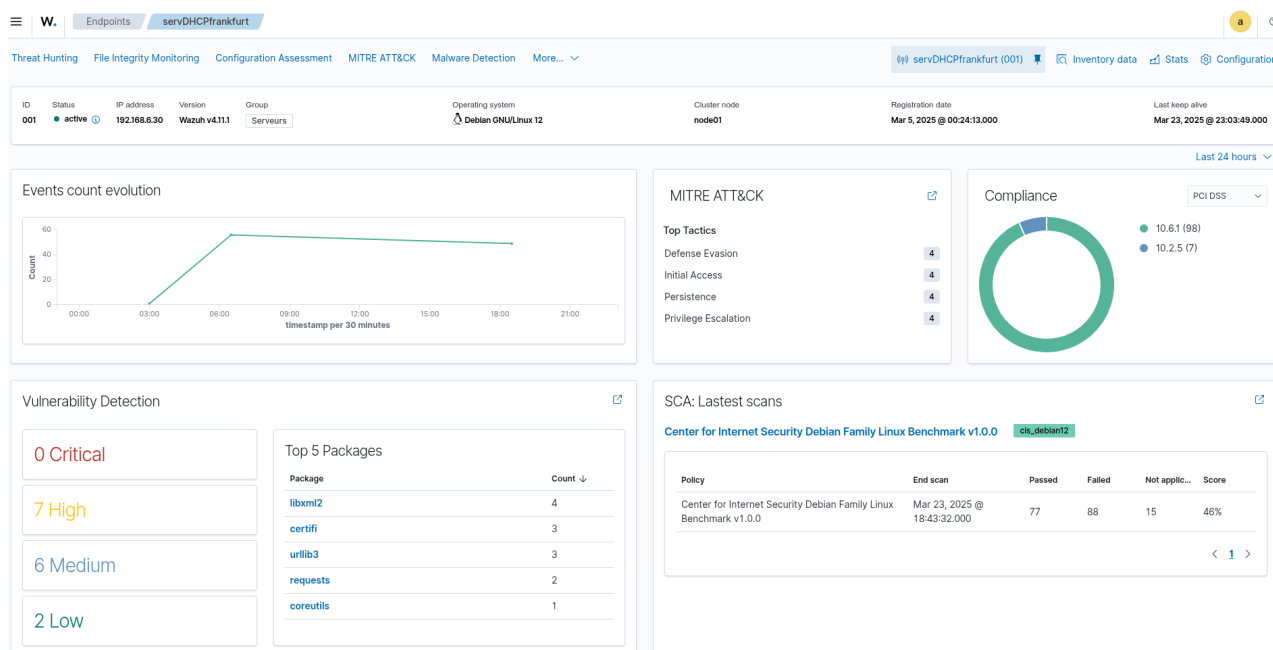 W. Endpoints servDHCPfrankfurt a
Threat Hunting File Integrity Monitoring Configuration Assessment MITRE ATT&CK Malware Detection More... servDHCPfrankfurt (001) Inventory data Stats Configuration
ID Status IP address Version Group Operating system Cluster node Registration date Last keep alive
001 active 192.168.6.30 Wazuh v4.11.1 Serveurs Debian GNU/Linux 12 node01 Mar 5, 2025 @ 00:24:13.000 Mar 23, 2025 @ 23:03:49.000
Last 24 hours
Events count evolution
60
40
20
0
Count
00:00 03:00 06:00 09:00 12:00 15:00 18:00 21:00
timestamp per 30 minutes
MITRE ATT&CK
Top Tactics
Defense Evasion 4
Initial Access 4
Persistence 4
Privilege Escalation 4
Compliance PCI DSS
10.6.1 (98)
10.2.5 (7)
Vulnerability Detection
0 Critical
7 High
6 Medium
2 Low
Top 5 Packages
Package Count
libxml2 4
certifi 3
urllib3 3
requests 2
coreutils 1
SCA: Lastest scans
Center for Internet Security Debian Family Linux Benchmark v1.0.0 cis_debian12
Policy End scan Passed Failed Not applic... Score
Center for Internet Security Debian Family Linux Mar 23, 2025 @ 77 88 15 46%
Benchmark v1.0.0 18:43:32.000
1